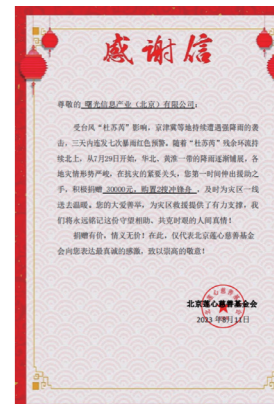 感谢信
尊敬的 曙光信息产业（北京）有限公司：
受台风“杜苏芮”影响，京津冀等地持续遭遇强降雨的袭
击，三天内连发七次暴雨红色预警。随着“杜苏芮”残余环流持
续北上，从7月29日开始，华北、黄淮一带的降雨逐渐铺展，各
地灾情形势严峻，在抗灾的紧要关头，您第一时间伸出援助之
手，积极捐赠 30000元，购置2捘冲锋舟 ，及时为灾区一线
送去温暖。您的大爱善举，为灾区救援提供了有力支撑，我
们将永远铭记这份守望相助、共克时艰的人间真情！
捐赠有价，情义无价！在此，仅代表北京莲心慈善基金
会向您表达最真诚的感激，致以崇高的敬意！
北京莲心慈善基金会
2023 年8月11日